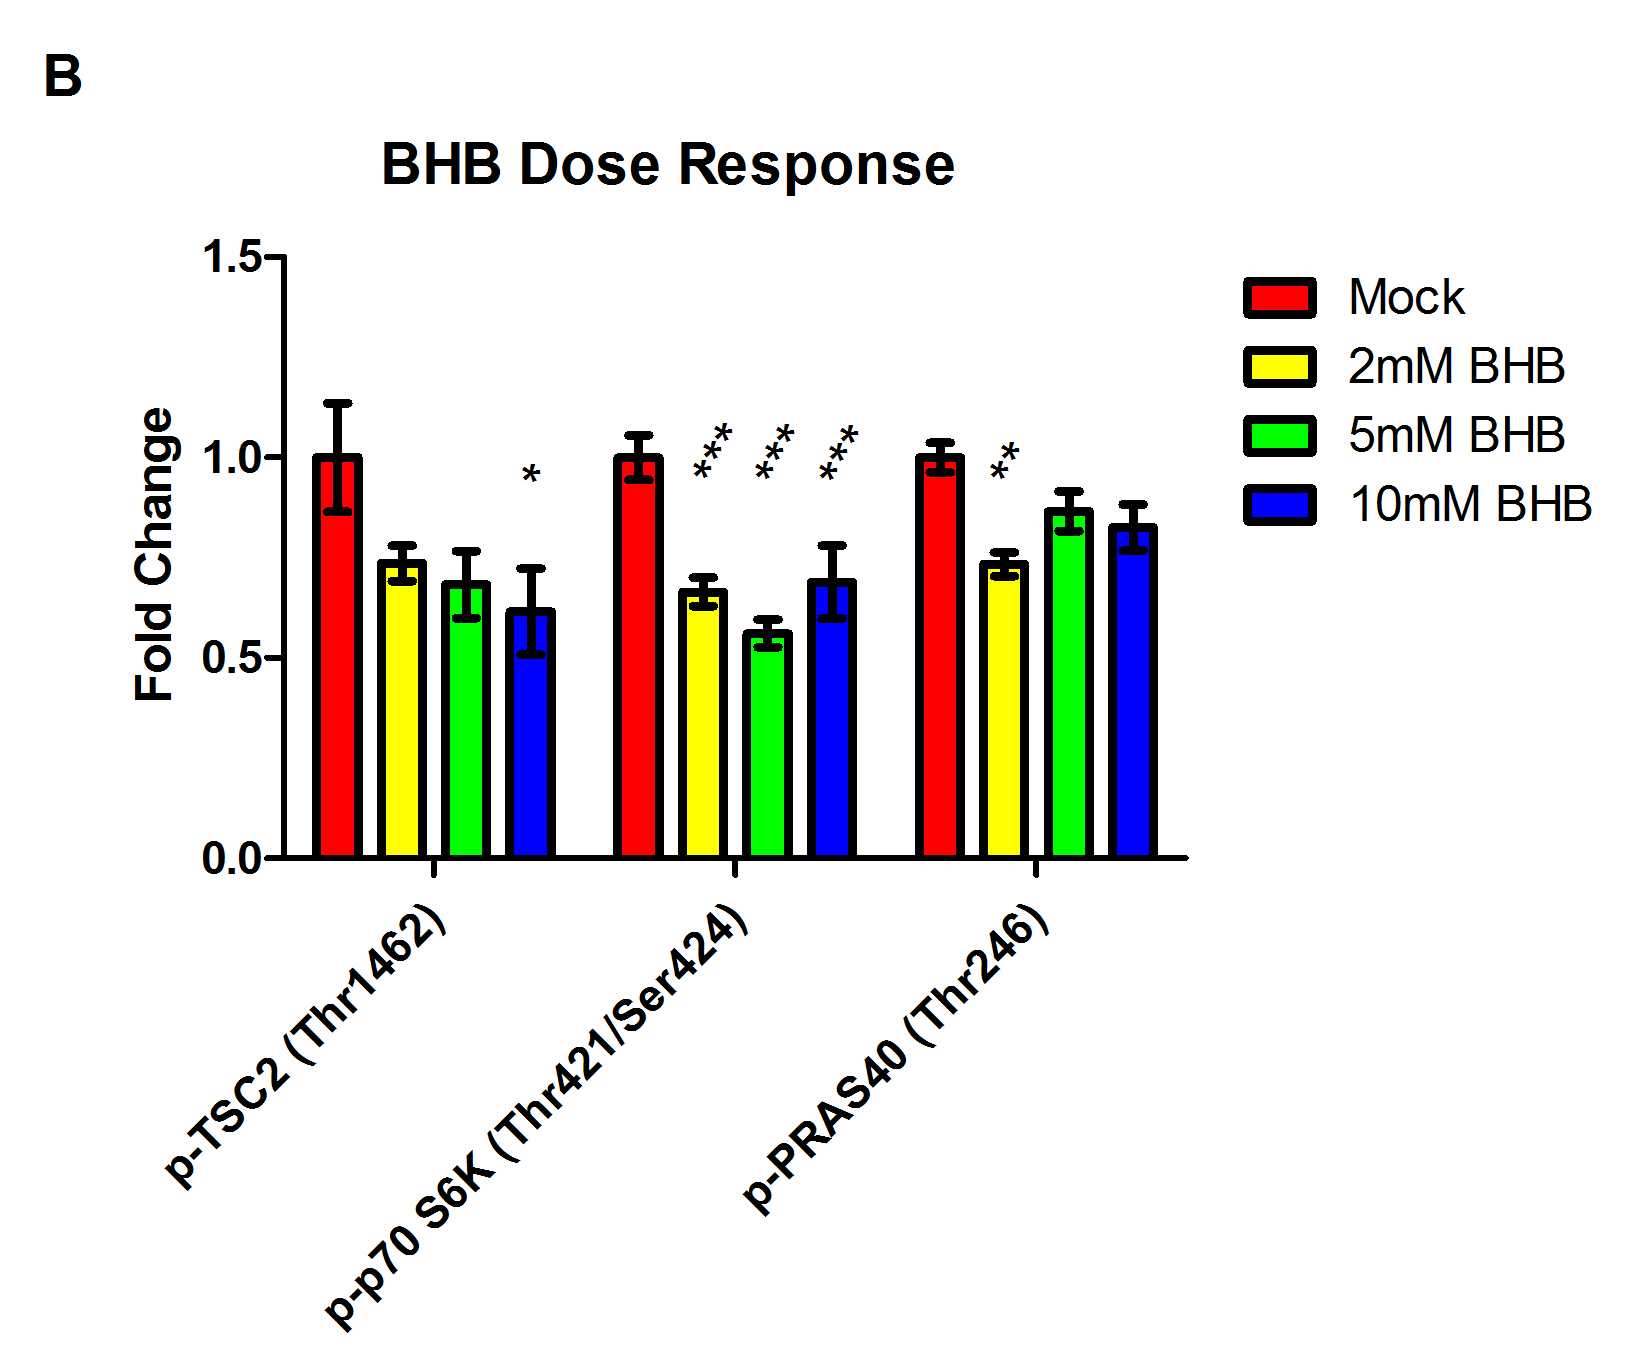 B
BHB Dose Response
1.5
1.0
0.5
0.0
Fold Change
*
***
***
***
**
Mock
2mM BHB
5mM BHB
10mM BHB
p-TSC2 (Thr1462)
p-p70 S6K (Thr421/Ser424)
p-PRAS40 (Thr246)